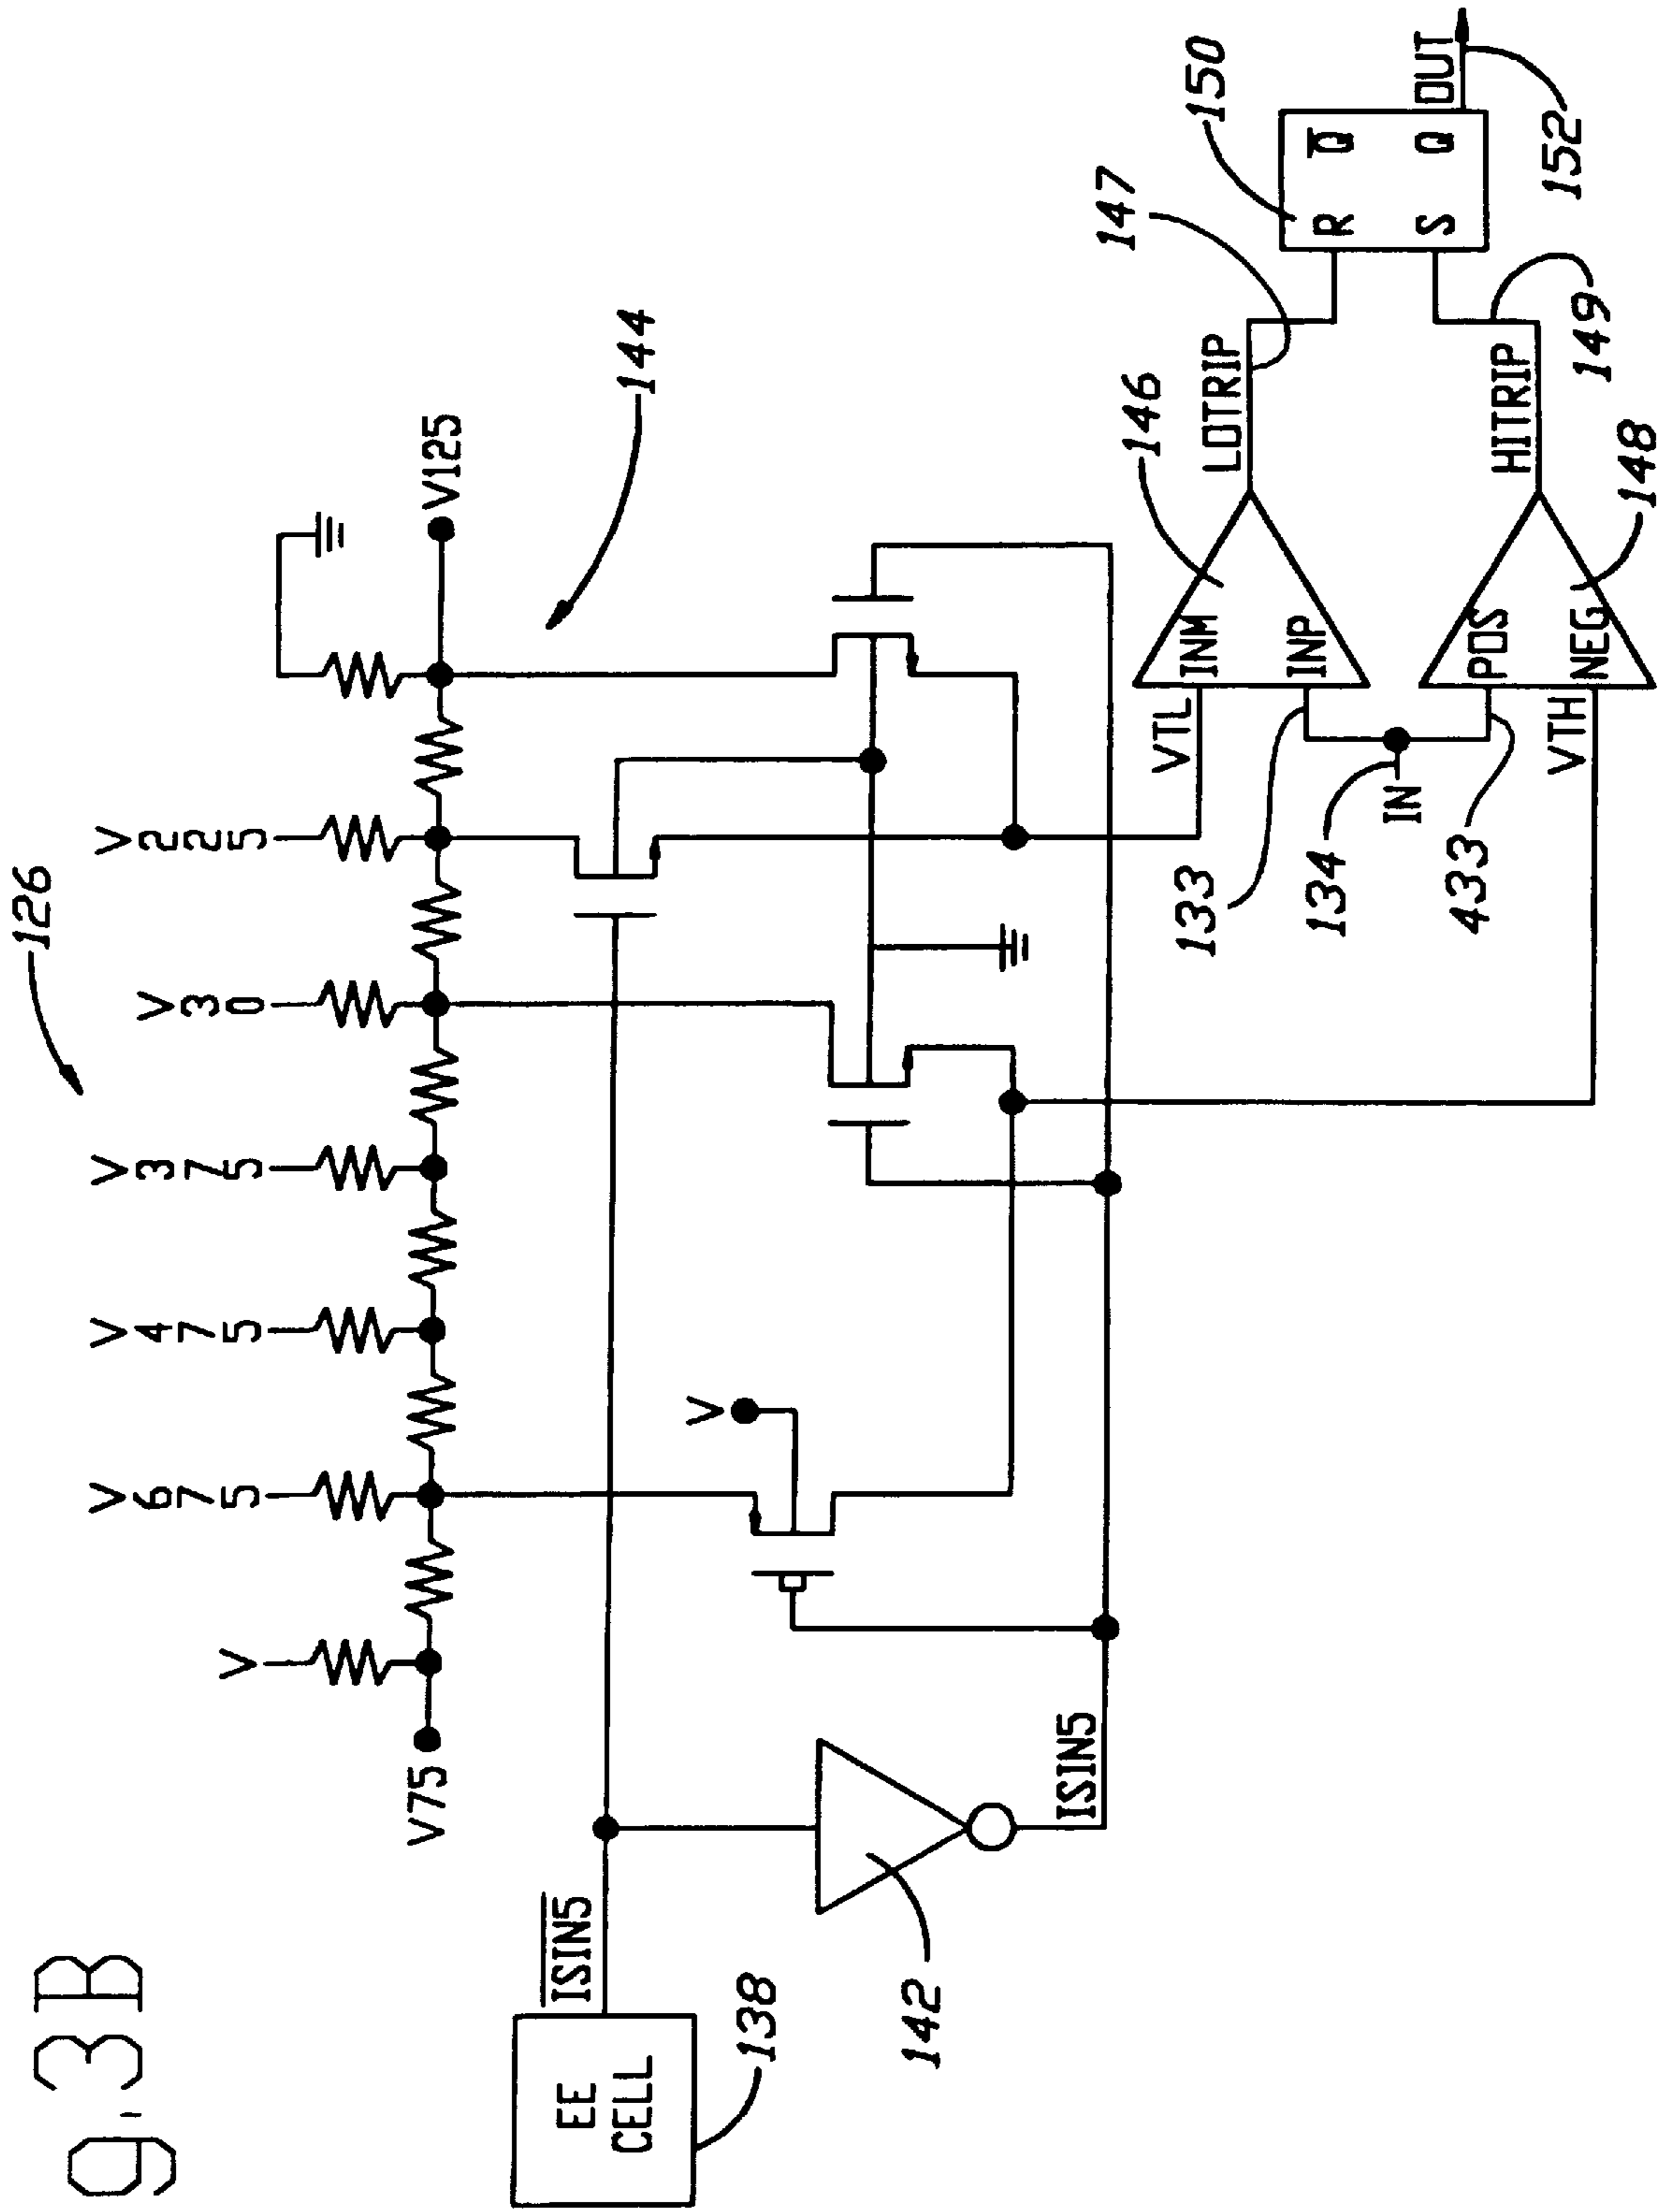 g. 3B
126
V
V675
V475
V375
V30
V225
V75
V125
144
EE
CELL
138
ISIN5
142
ISIN5
V
VTL
INM
INP
146
LOTRIP
147
133
134
IN
433
VTH
POS
NEG
148
HITRIP
149
150
R Q
S Q
OUT
152